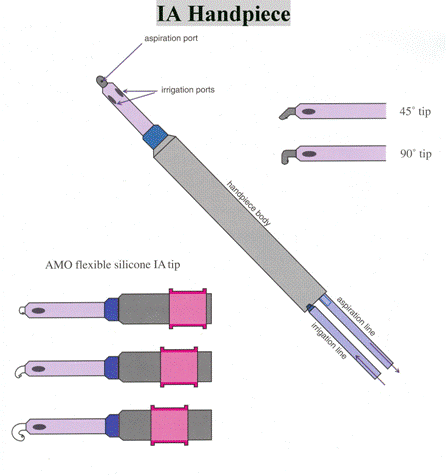 IA Handpiece
aspiration port
irrigation ports
45° tip
90° tip
handpiece body
AMO flexible silicone IA tip
aspiration line
irrigation line